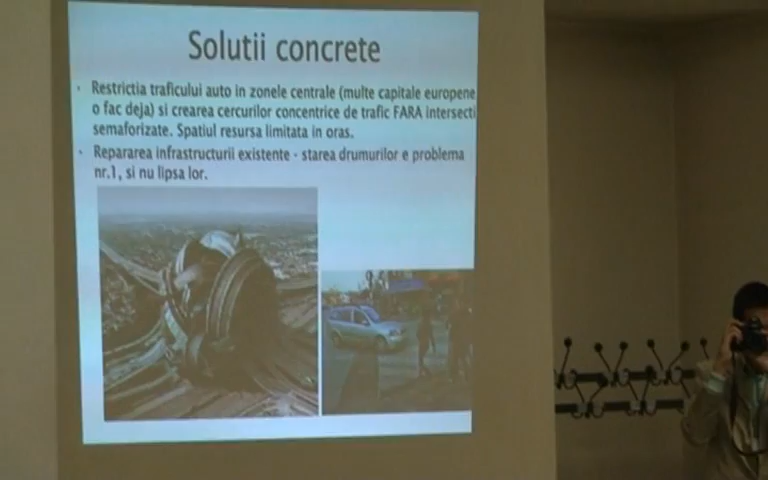 Solutii concrete
Restrictia traficului auto in zonele centrale (multe capitale europene
o fac deja) si crearea cercurilor concentrice de trafic FARA intersecti
semaforizate. Spatiul resursa limitata in oras.
Repararea infrastructurii existente - starea drumurilor e problema
nr.1, si nu lipsa lor.